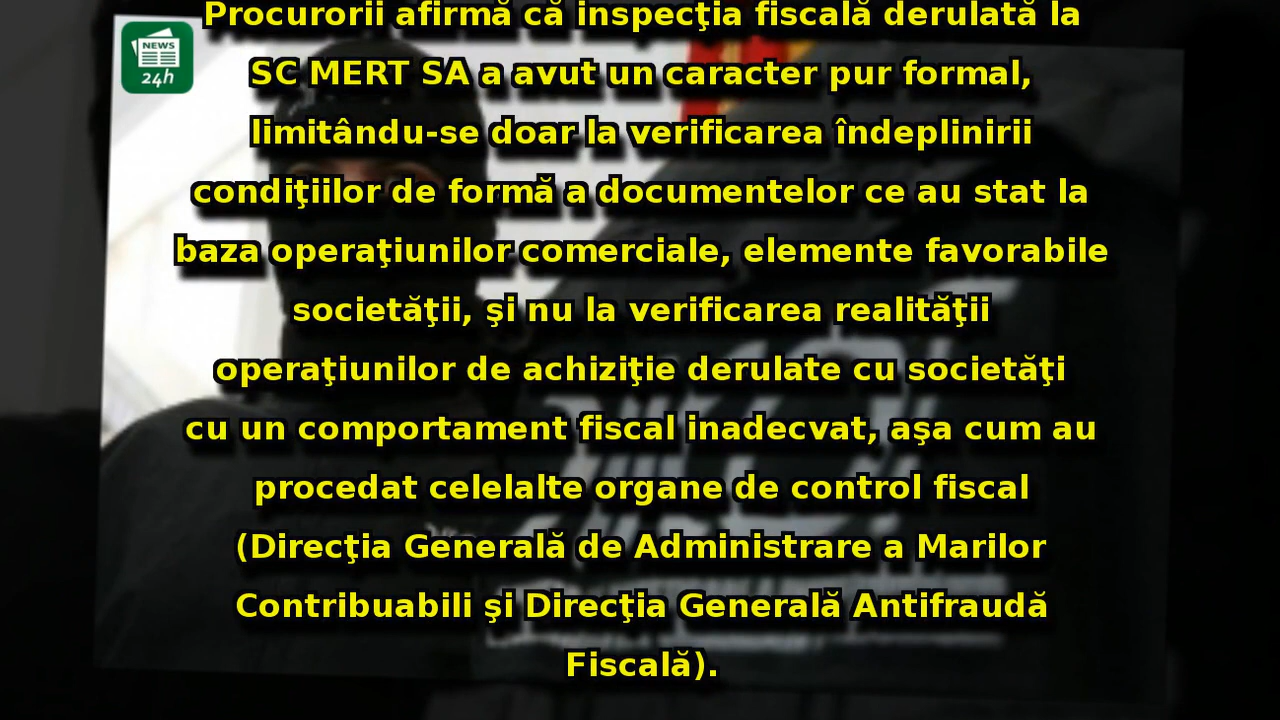 Procurorii afirmă că inspecţia fiscală derulată la
NEWS
24h
SC MERT SA a avut un caracter pur formal,
limitându-se doar la verificarea îndeplinirii
condiţiilor de formă a documentelor ce au stat la
baza operaţiunilor comerciale, elemente favorabile
societăţii, şi nu la verificarea realităţii
operaţiunilor de achiziţie derulate cu societăţi
cu un comportament fiscal inadecvat, aşa cum au
procedat celelalte organe de control fiscal
(Direcţia Generală de Administrare a Marilor
Contribuabili şi Direcţia Generală Antifraudă
Fiscală).